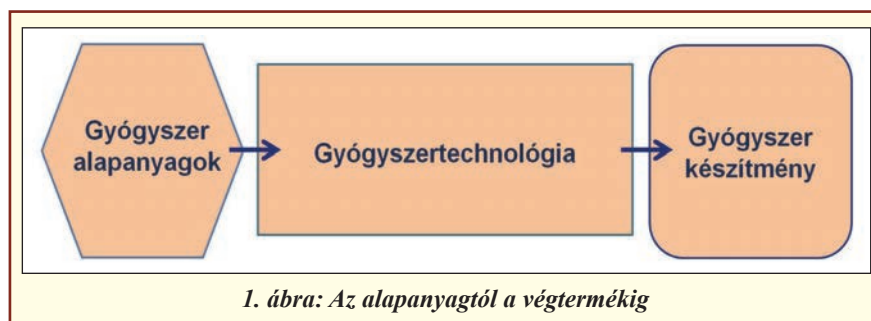 Gyógyszer
alapanyagok
Gyógyszertechnológia
Gyógyszer
készítmény
1. ábra: Az alapanyagtól a végtermékig